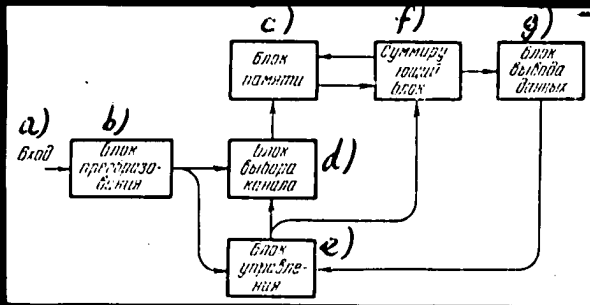 c)
f)
g)
Блок
памяти
Суммиру
ющий
блок
Блок
вывода
данных
a)
Вход
b)
Блок
преобразо-
вания
Блок
выбора
канала
d)
e)
Блок
управле-
ния